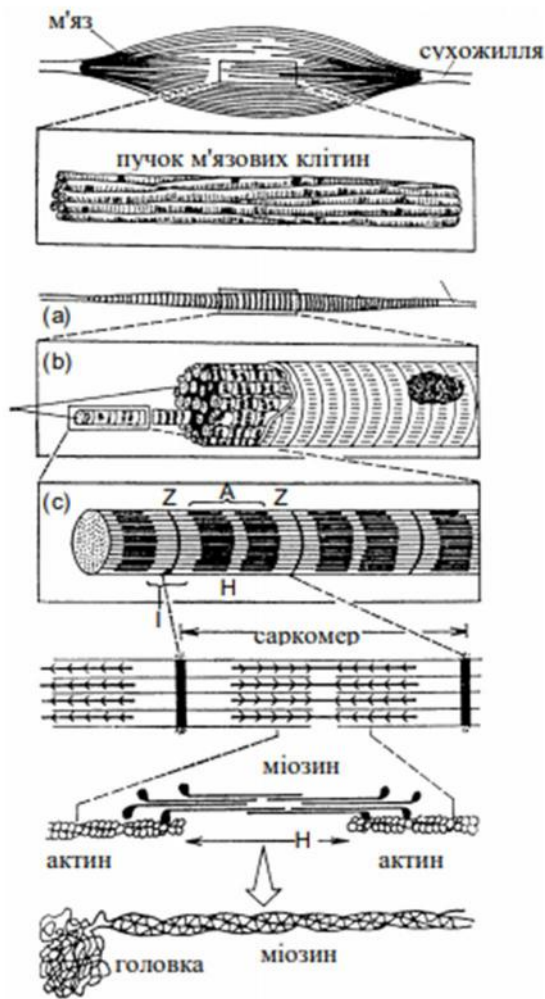 м'яз
сухожилля
пучок м'язових клітин
(a)
(b)
(c)
Z A Z
H
I
саркомер
міозин
H
актин актин
головка міозин